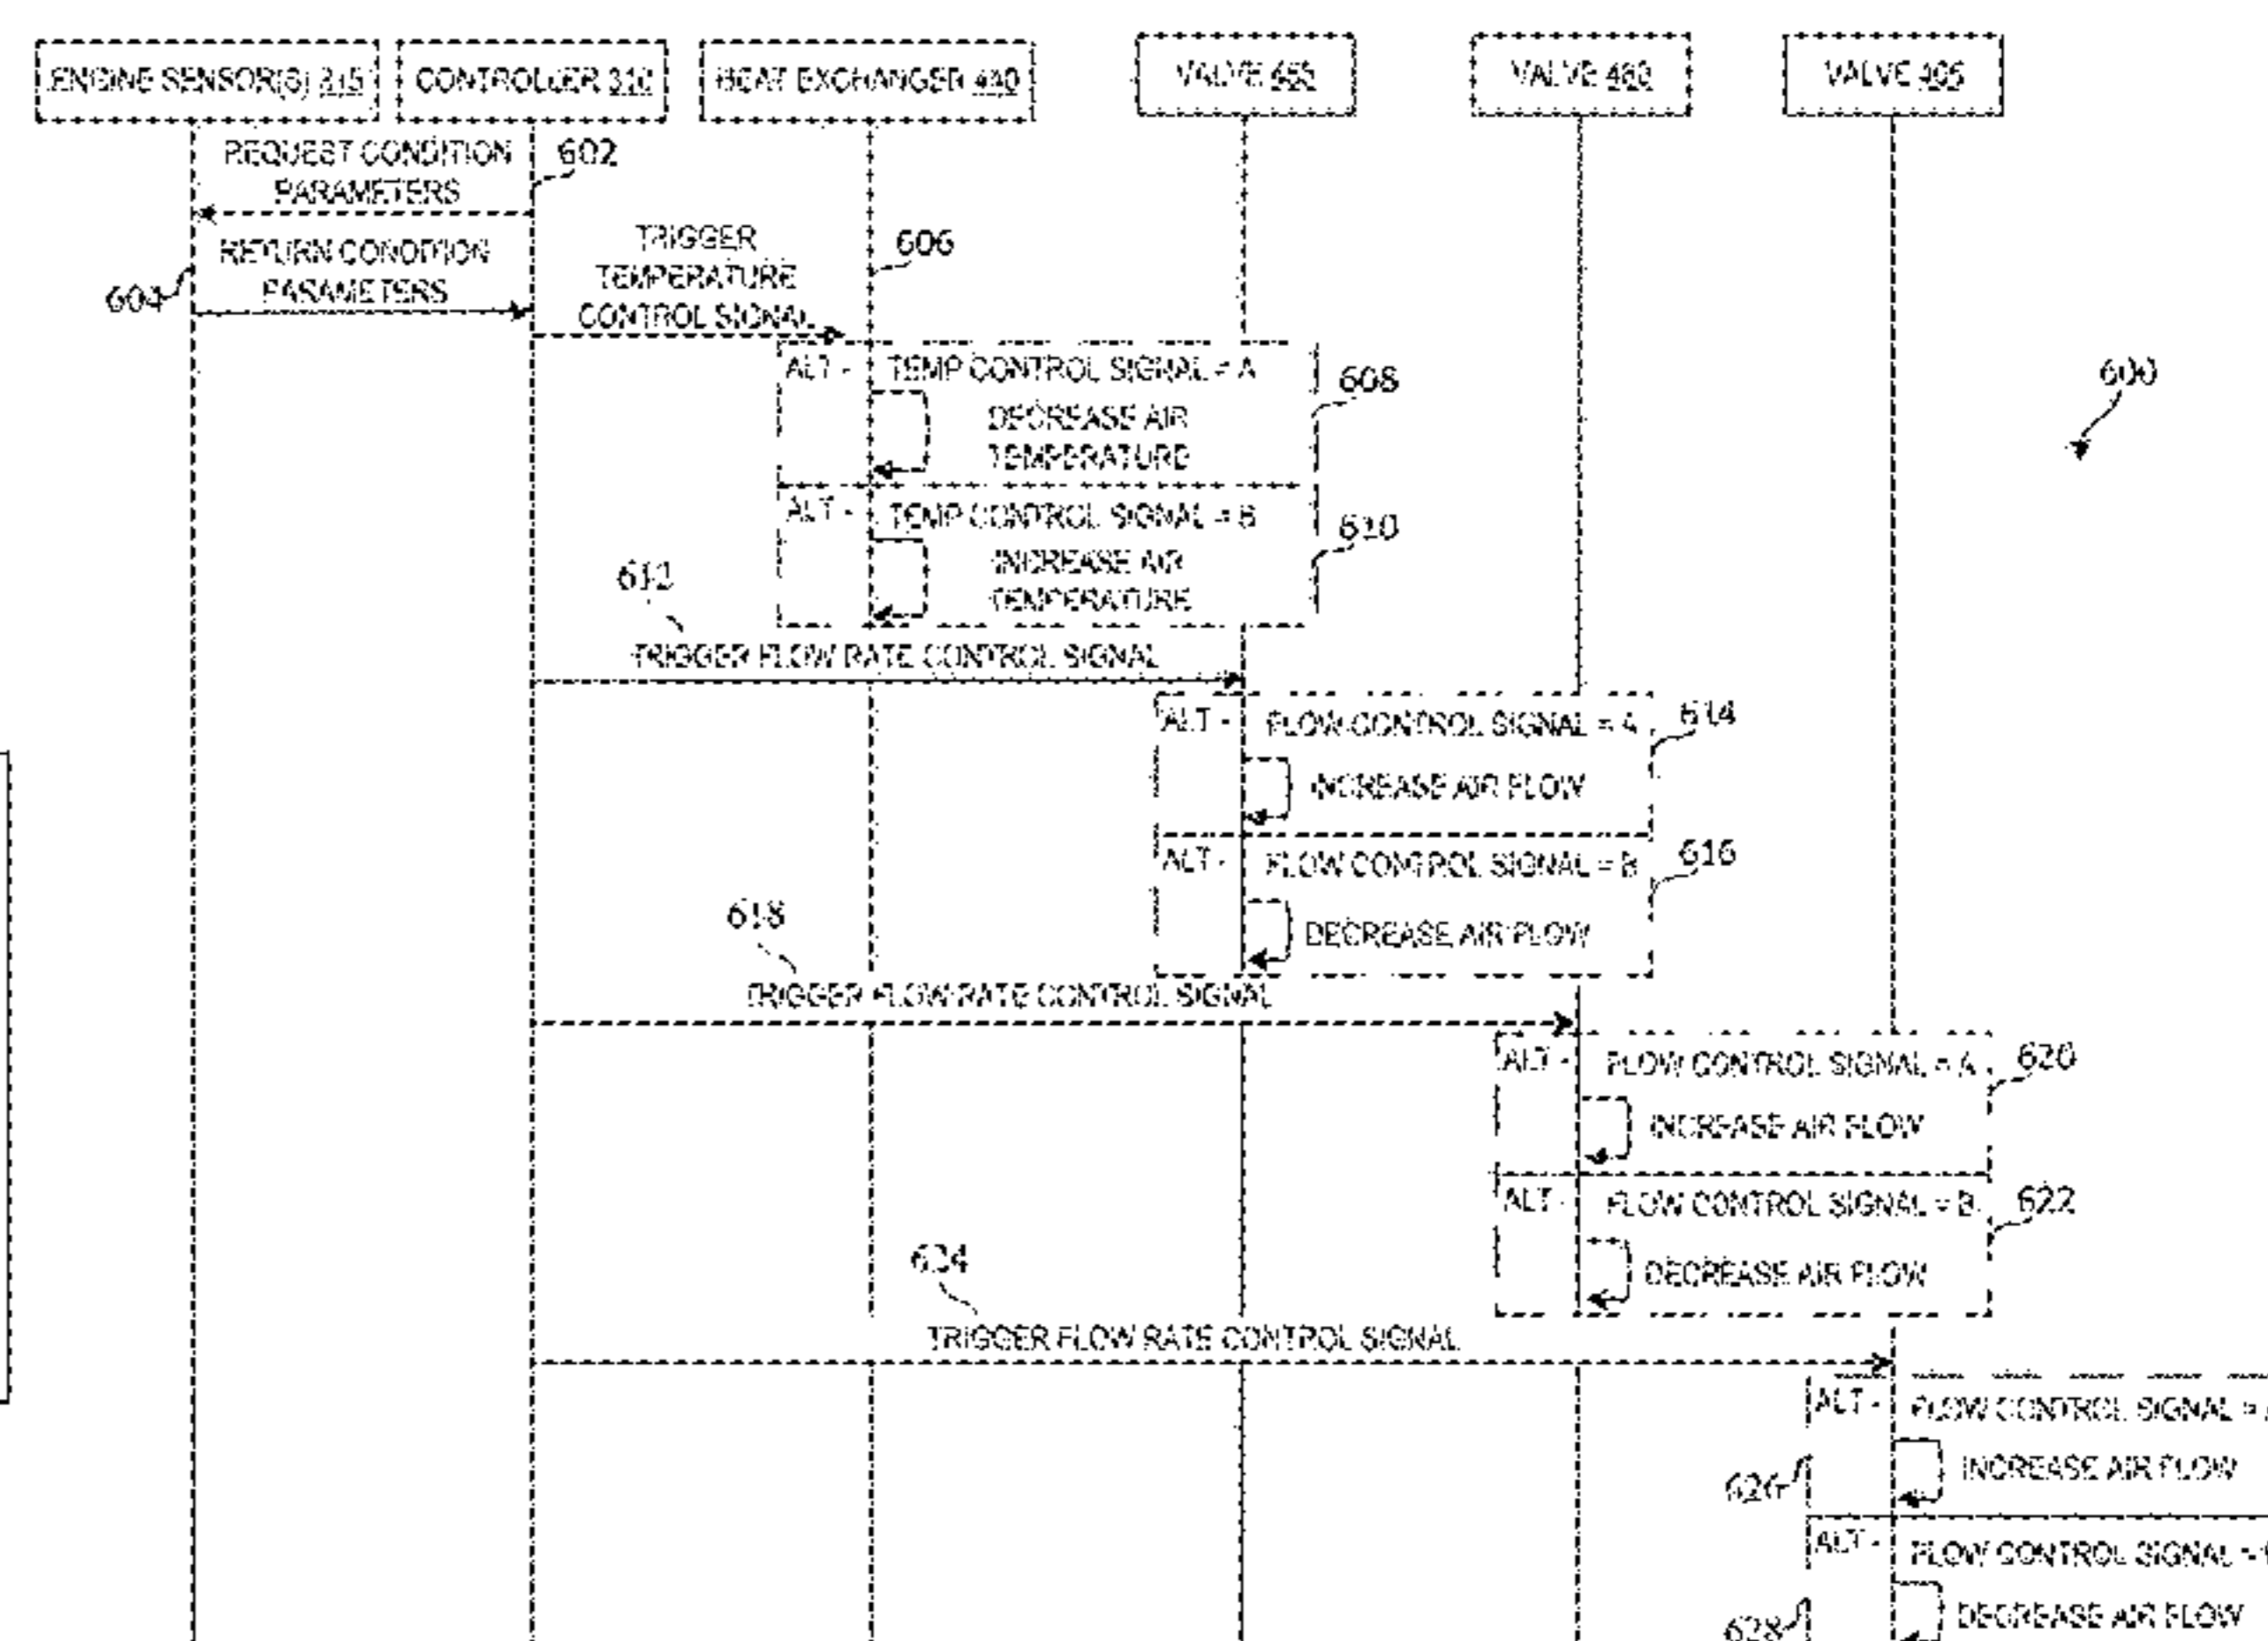 ENGINE SENSOR(S) 315
CONTROLLER 310
HEAT EXCHANGER
VALVE
VALVE
VALVE
REQUEST CONDITION
PARAMETERS
602
RETURN CONDITION
PARAMETERS
604
TRIGGER
TEMPERATURE
CONTROL SIGNAL
606
ALT - TEMP CONTROL SIGNAL = A
DECREASE AIR
TEMPERATURE
608
600
ALT - TEMP CONTROL SIGNAL = B
INCREASE AIR
TEMPERATURE
610
612
TRIGGER FLOW RATE CONTROL SIGNAL
ALT - FLOW CONTROL SIGNAL = A
614
INCREASE AIR FLOW
ALT - FLOW CONTROL SIGNAL = B
616
DECREASE AIR FLOW
618
TRIGGER FLOW RATE CONTROL SIGNAL
ALT - FLOW CONTROL SIGNAL = A
620
INCREASE AIR FLOW
ALT - FLOW CONTROL SIGNAL = B
622
DECREASE AIR FLOW
624
TRIGGER FLOW RATE CONTROL SIGNAL
ALT - FLOW CONTROL SIGNAL =
INCREASE AIR FLOW
626
ALT - FLOW CONTROL SIGNAL =
DECREASE AIR FLOW
628